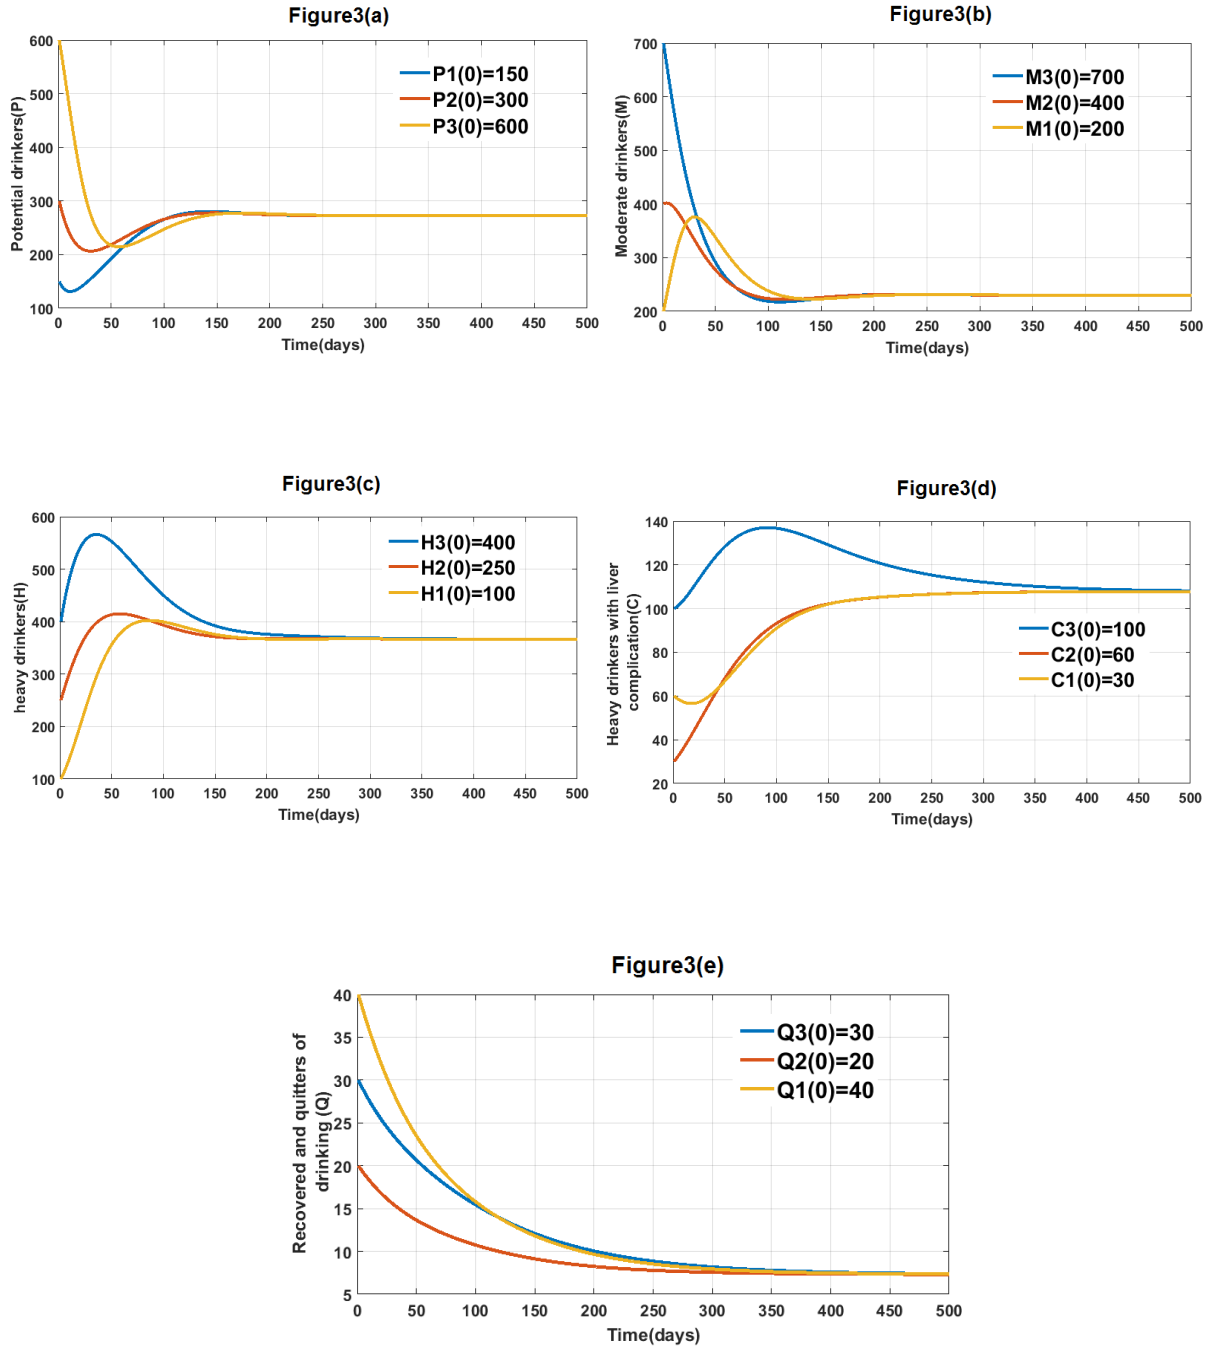 Figure3(a)
600
500
400
300
200
100
0 50 100 150 200 250 300 350 400 450 500
Potential drinkers(P)
Time(days)
P1(0)=150
P2(0)=300
P3(0)=600
Figure3(b)
700
600
500
400
300
200
0 50 100 150 200 250 300 350 400 450 500
Moderate drinkers(M)
Time(days)
M3(0)=700
M2(0)=400
M1(0)=200
Figure3(c)
600
500
400
300
200
100
0 50 100 150 200 250 300 350 400 450 500
heavy drinkers(H)
Time(days)
H3(0)=400
H2(0)=250
H1(0)=100
Figure3(d)
140
120
100
80
60
40
20
0 50 100 150 200 250 300 350 400 450 500
Heavy drinkers with liver
complication(C)
Time(days)
C3(0)=100
C2(0)=60
C1(0)=30
Figure3(e)
40
35
30
25
20
15
10
5
0 50 100 150 200 250 300 350 400 450 500
Recovered and quitters of
drinking (Q)
Time(days)
Q3(0)=30
Q2(0)=20
Q1(0)=40